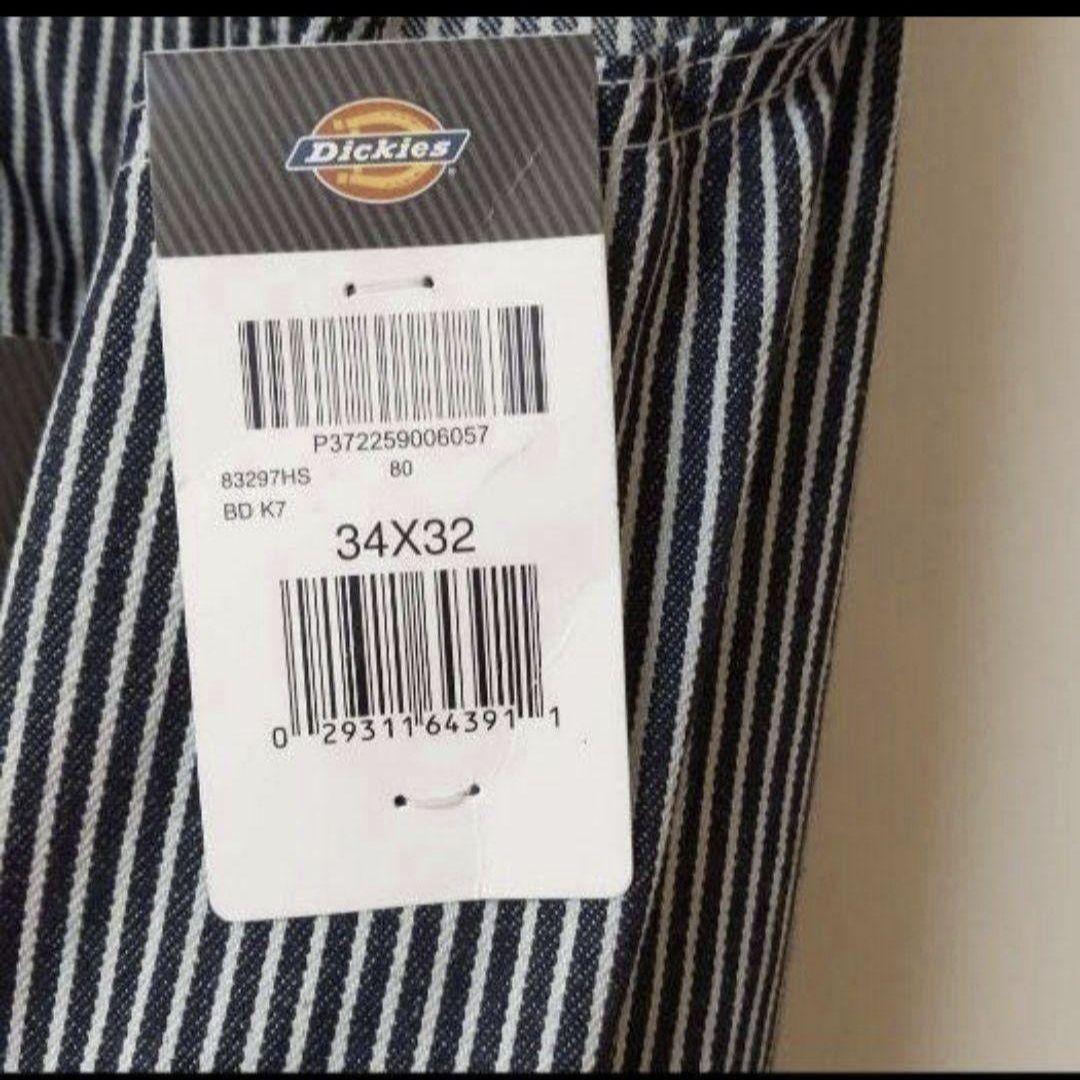 Dickies
P372259006057
83297HS 80
BD K7
34X32
0 29311 64391 1